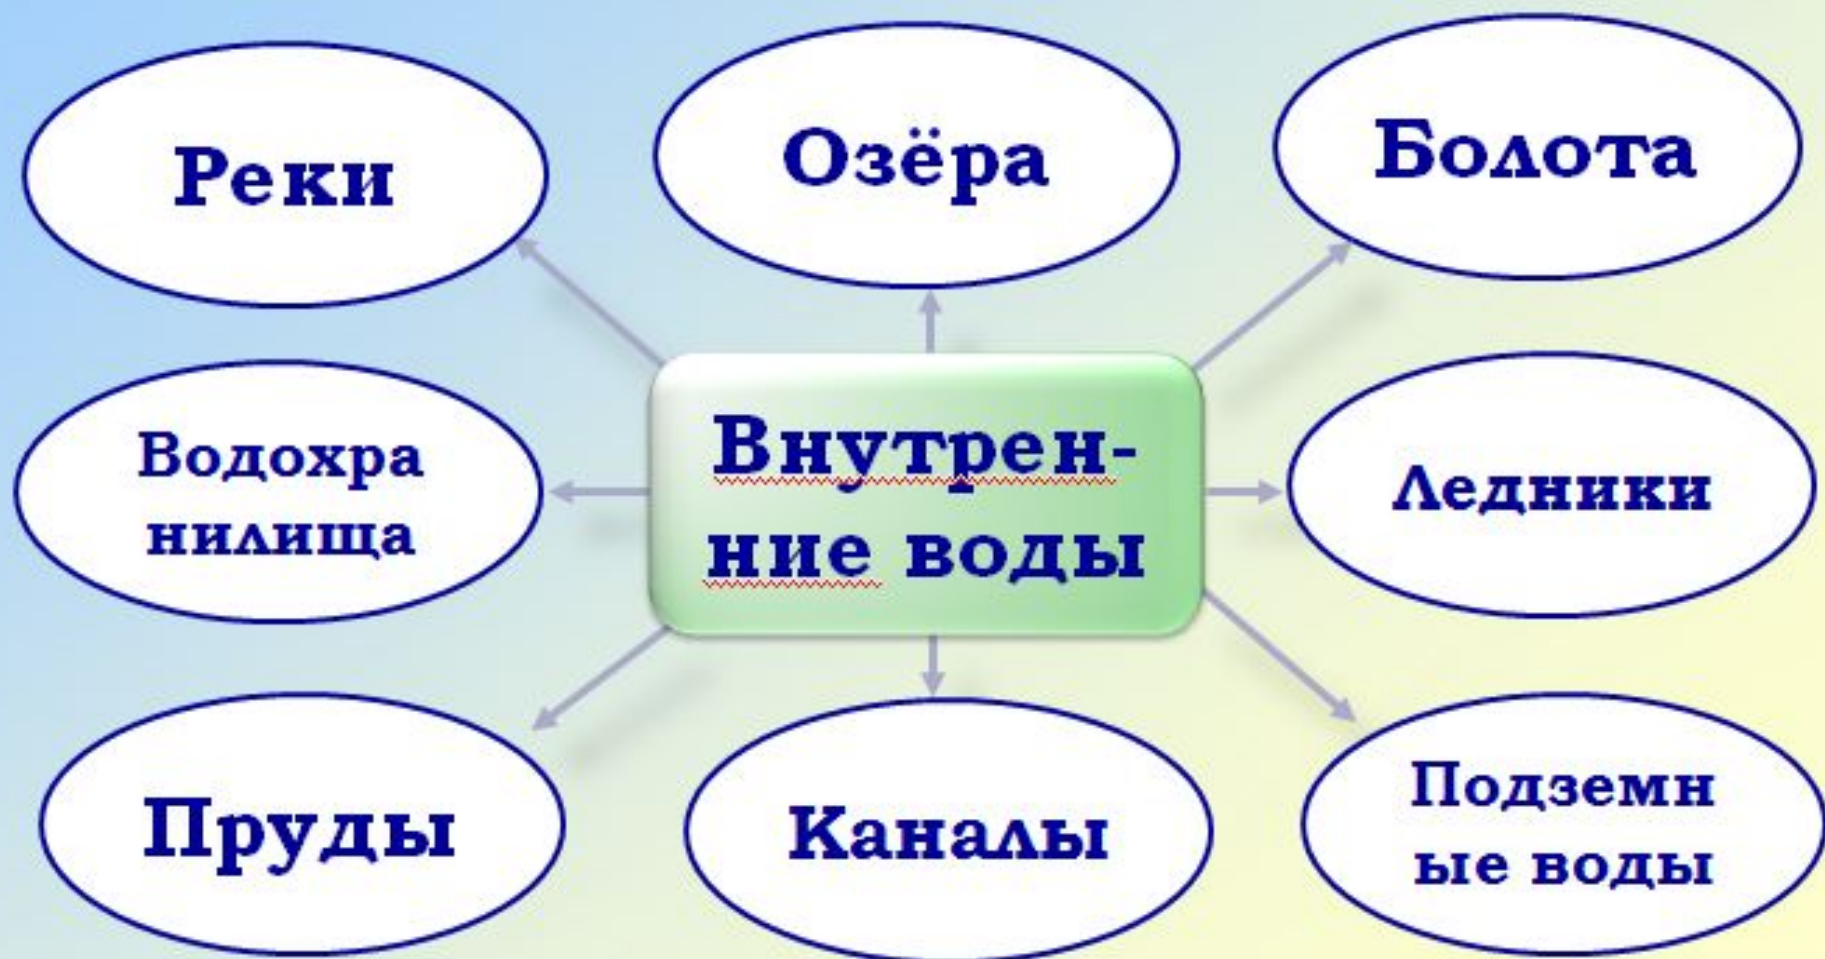 Реки
Озёра
Болота
Водохра
нилища
Внутрен-
ние воды
Ледники
Пруды
Каналы
Подземн
ые воды